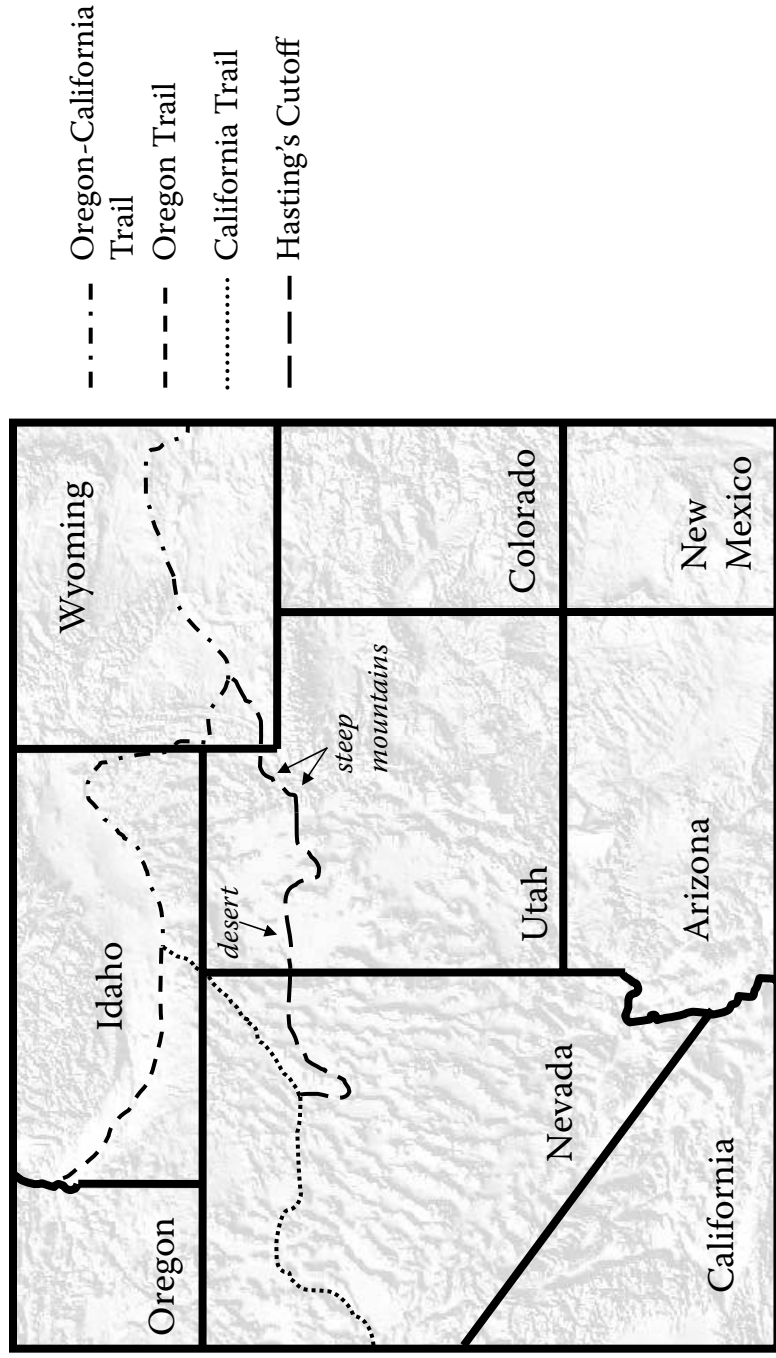 Oregon
Idaho
Wyoming
desert
steep
mountains
Nevada
Utah
Colorado
California
Arizona
New
Mexico
Oregon-California
Trail
Oregon Trail
California Trail
Hasting’s Cutoff